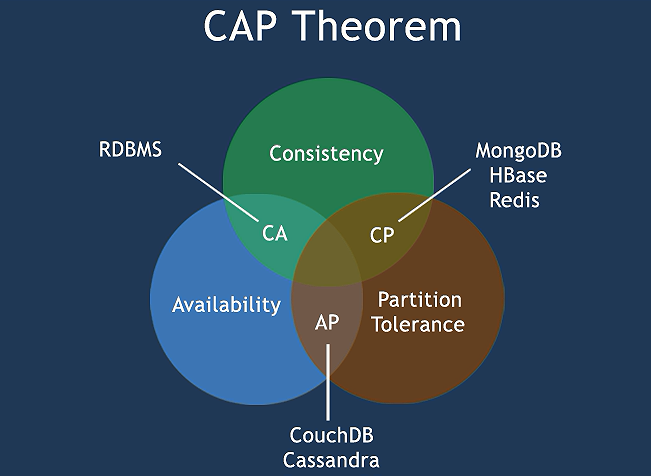 CAP Theorem
RDBMS
Consistency
MongoDB
HBase
Redis
CA
CP
Availability
Partition
Tolerance
AP
CouchDB
Cassandra